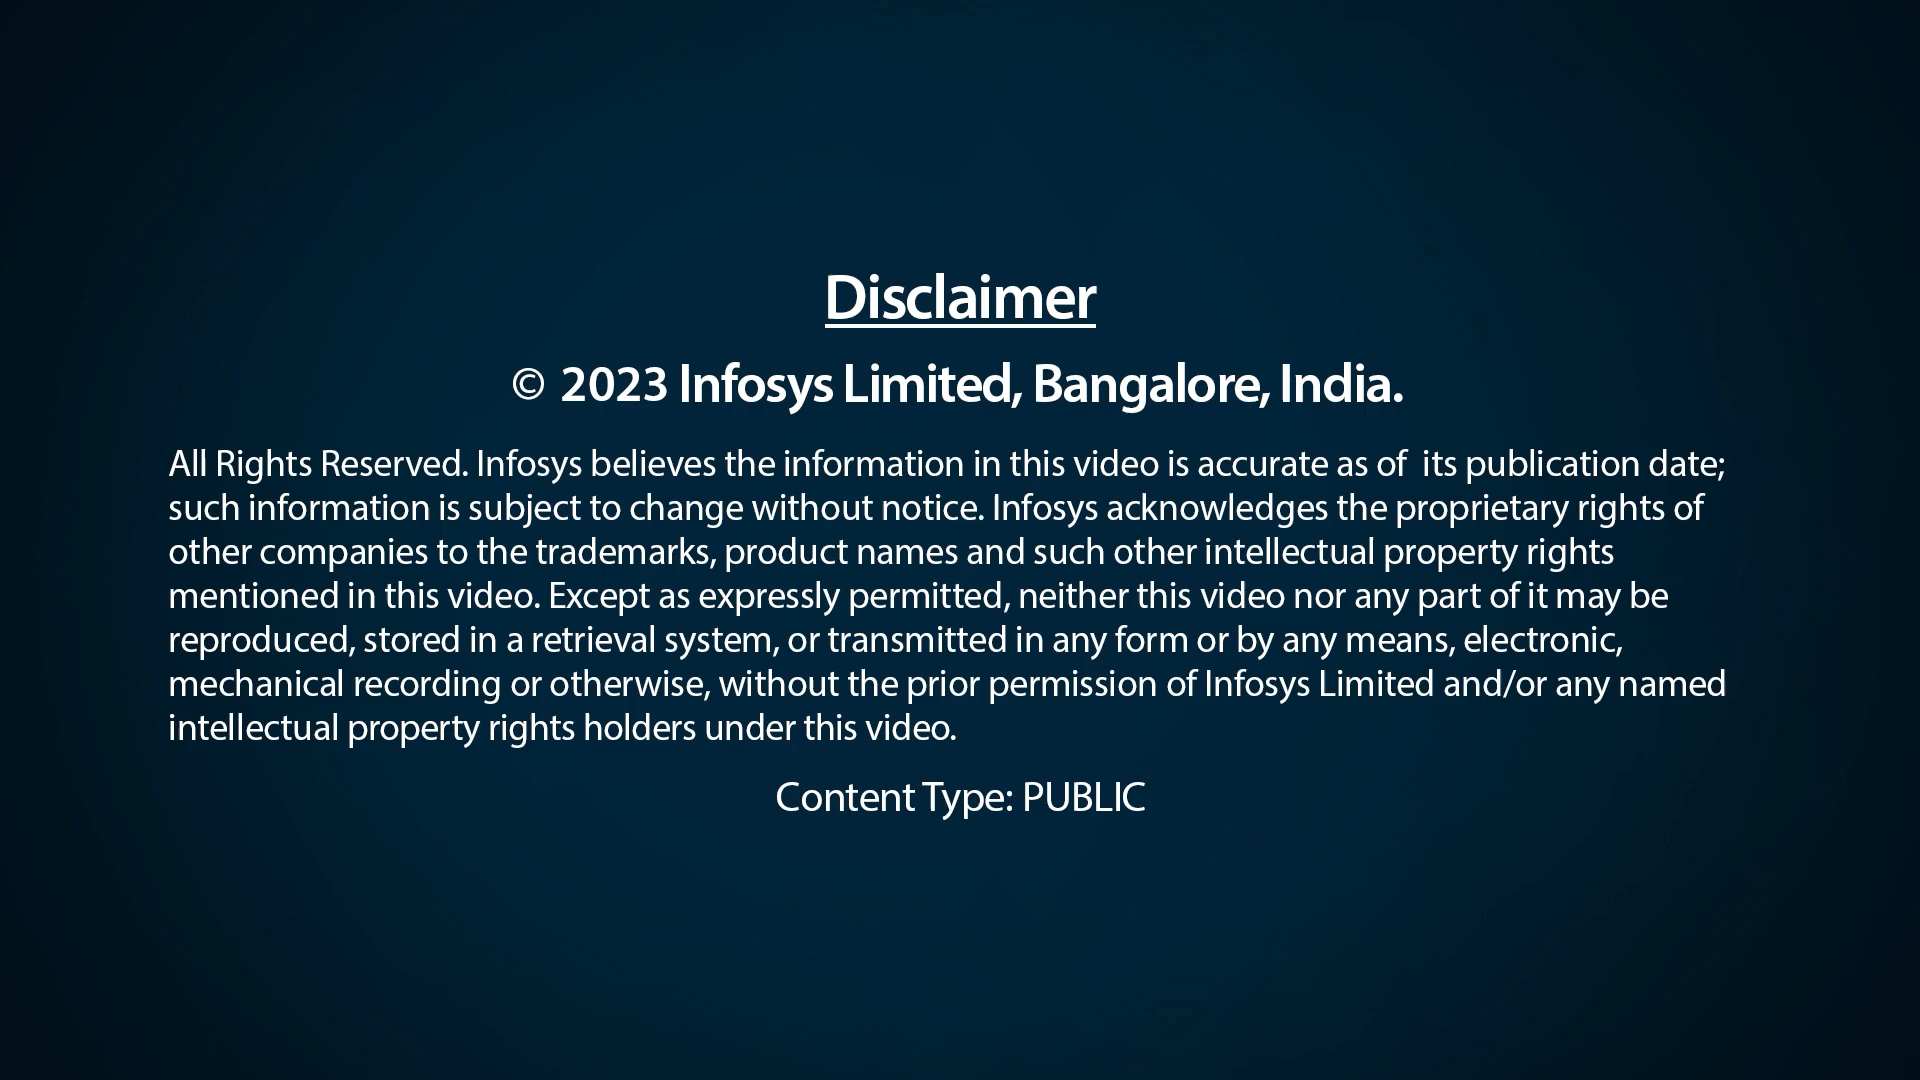 Disclaimer
© 2023 Infosys Limited, Bangalore, India.
All Rights Reserved. Infosys believes the information in this video is accurate as of  its publication date;
such information is subject to change without notice. Infosys acknowledges the proprietary rights of
other companies to the trademarks, product names and such other intellectual property rights
mentioned in this video. Except as expressly permitted, neither this video nor any part of it may be
reproduced, stored in a retrieval system, or transmitted in any form or by any means, electronic,
mechanical recording or otherwise, without the prior permission of Infosys Limited and/or any named
intellectual property rights holders under this video.
Content Type: PUBLIC